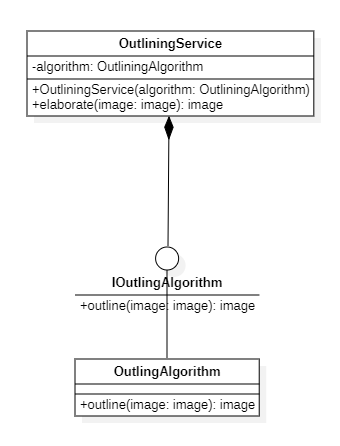 OutliningService
-algorithm: OutliningAlgorithm
+OutliningService(algorithm: OutliningAlgorithm)
+elaborate(image: image): image
IOutlingAlgorithm
+outline(image: image): image
OutlingAlgorithm
+outline(image: image): image